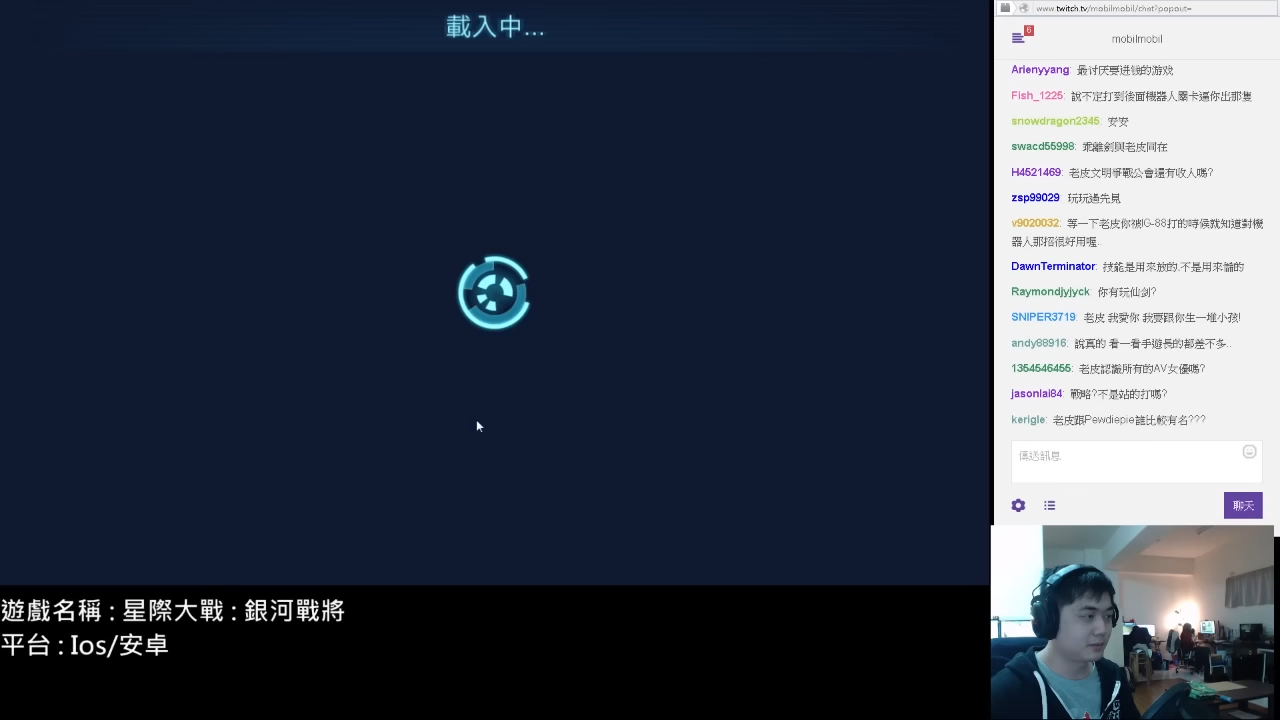 載入中...
www.twitch.tv/mobilmobil/chat?popout=
6
mobilmobil
Arienyyang: 最讨厌要送钱的游戏
Fish_1225: 說不定打到後面機器人關卡逼你出那隻
snowdragon2345: 安安
swacd55998: 乖離劍與老皮同在
H4521469: 老皮文明爭戰公會還有收人嗎?
zsp99029: 玩玩遇先見
v9020032: 等一下老皮你被IG-88打的時候就知道對機
器人那招很好用喔..
DawnTerminator: 技能是用來放的.不是用來儲的
Raymondjyjyck: 你有玩仙劍?
SNIPER3719: 老皮 我愛你 我要跟你生一堆小孩!
andy88916: 說真的 看一看手遊長的都差不多..
1354546455: 老皮認識所有的AV女優嗎?
jasonlai84: 戰略?不是站的打嗎?
kerigle: 老皮跟Pewdiepie誰比較有名???
傳送訊息
聊天
遊戲名稱 : 星際大戰 : 銀河戰將
平台 : Ios/安卓